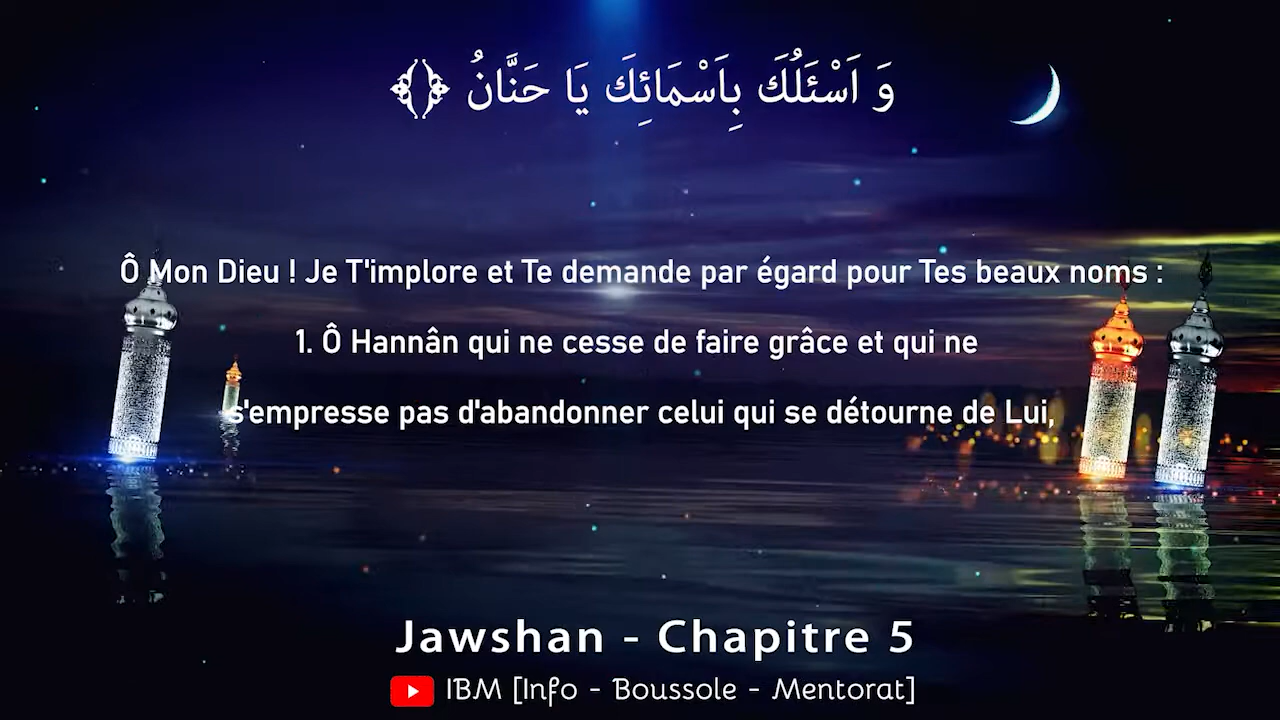 وَ اَسْئَلُكَ بِاَسْمَائِكَ يَا حَنَّانُ
Ô Mon Dieu ! Je T'implore et Te demande par égard pour Tes beaux noms :
1. Ô Hannân qui ne cesse de faire grâce et qui ne
s'empresse pas d'abandonner celui qui se détourne de Lui,
Jawshan - Chapitre 5
IBM [Info - Boussole - Mentorat]